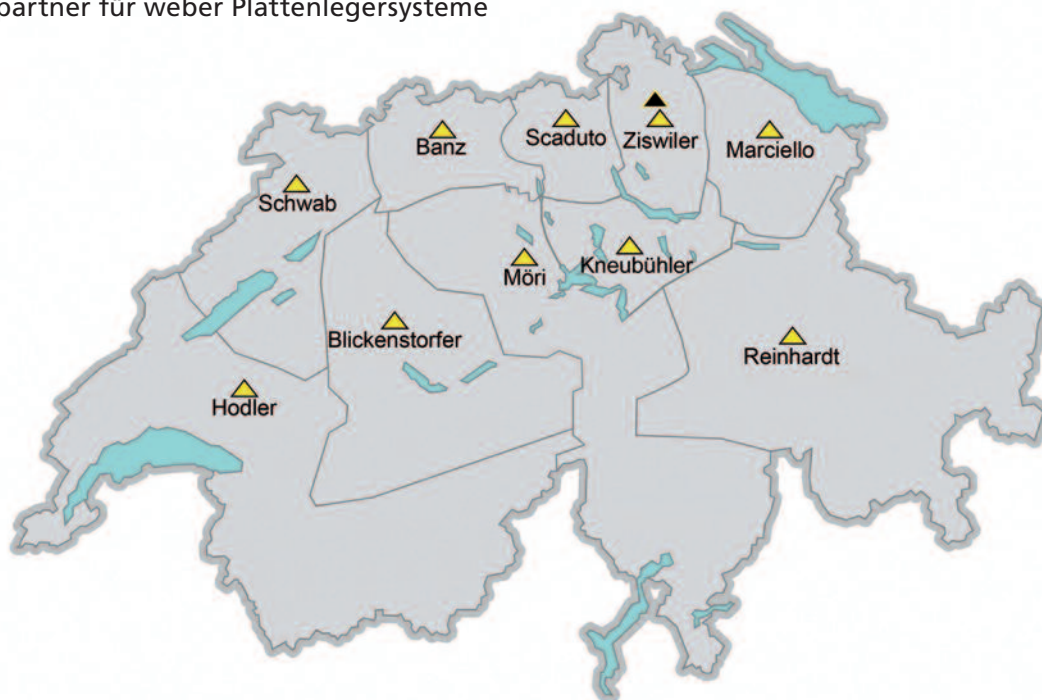 partner für weber Plattenlegersysteme
Banz
Scaduto
Ziswiler
Marciello
Schwab
Möri
Kneubühler
Blickenstorfer
Reinhardt
Hodler